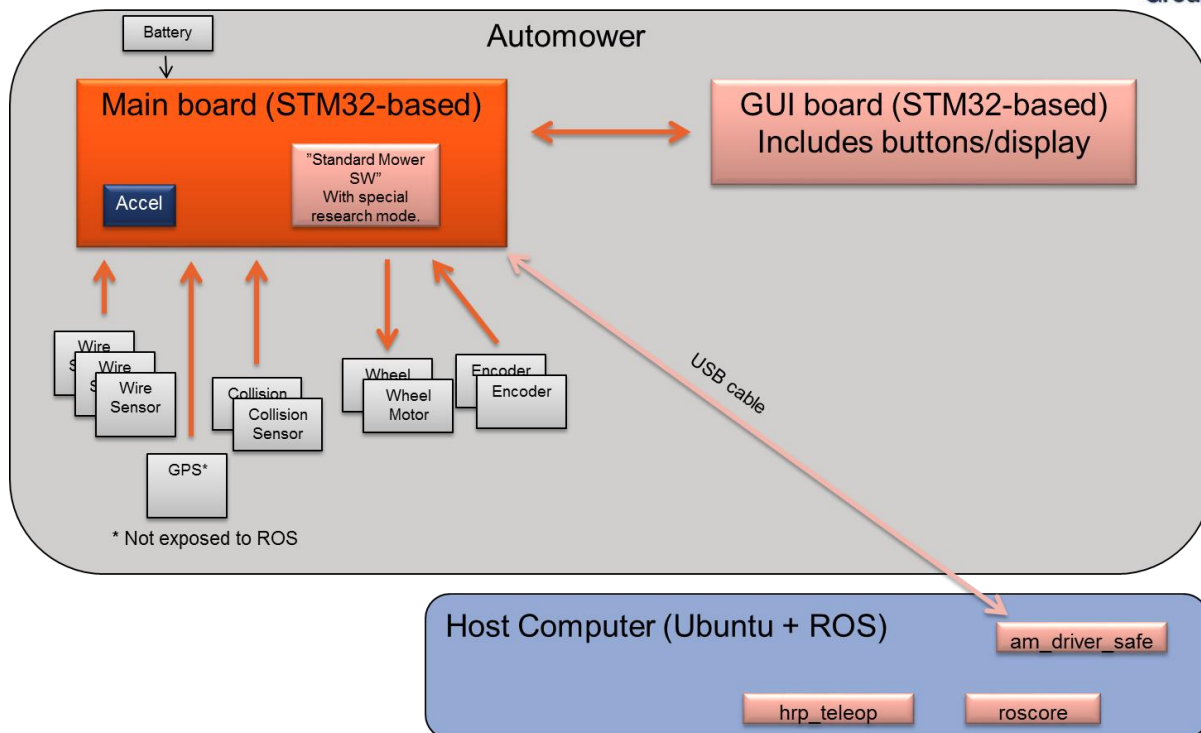 Battery
Automower
Main board (STM32-based)
GUI board (STM32-based)
Includes buttons/display
”Standard Mower
SW”
With special
research mode.
Accel
Wire
S
Wire
S
Wire
Sensor
Collision
Collision
Sensor
Wheel
Wheel
Motor
Encoder
Encoder
GPS*
* Not exposed to ROS
USB cable
Host Computer (Ubuntu + ROS)
am_driver_safe
hrp_teleop
roscore